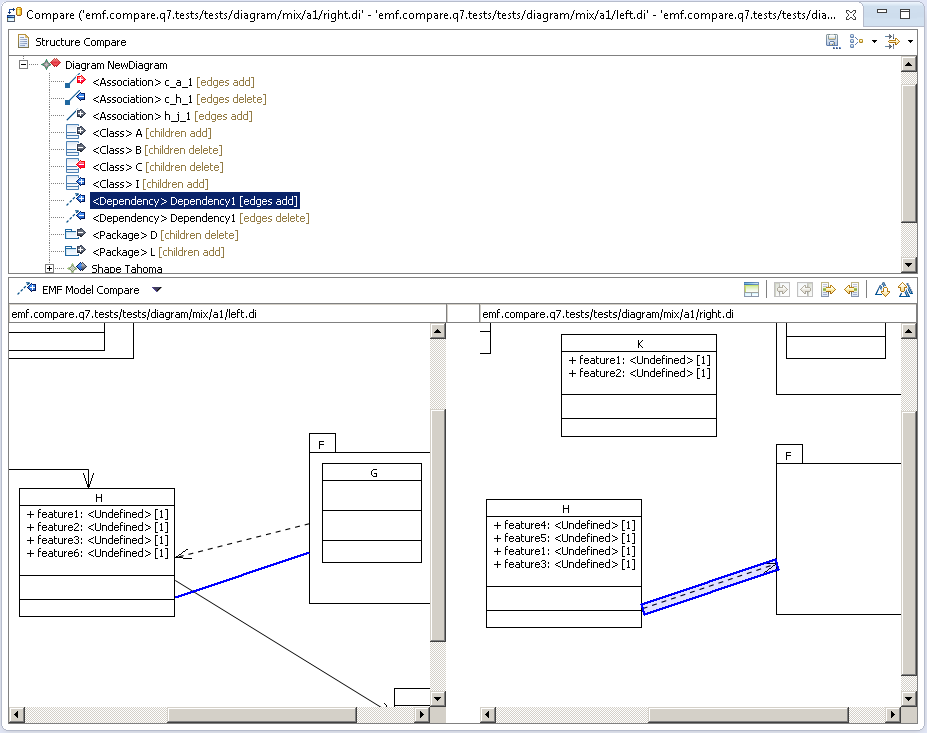 Compare ('emf.compare.q7.tests/tests/diagram/mix/a1/right.di' - 'emf.compare.q7.tests/tests/diagram/mix/a1/left.di' - 'emf.compare.q7.tests/tests/dia...
Structure Compare
Diagram NewDiagram
<Association> c_a_1 [edges add]
<Association> c_h_1 [edges delete]
<Association> h_j_1 [edges add]
<Class> A [children add]
<Class> B [children delete]
<Class> C [children delete]
<Class> I [children add]
<Dependency> Dependency1 [edges add]
<Dependency> Dependency1 [edges delete]
<Package> D [children delete]
<Package> L [children add]
Shape Tahoma
EMF Model Compare
emf.compare.q7.tests/tests/diagram/mix/a1/left.di
F
G
H
+ feature1: <Undefined> [1]
+ feature2: <Undefined> [1]
+ feature3: <Undefined> [1]
+ feature6: <Undefined> [1]
emf.compare.q7.tests/tests/diagram/mix/a1/right.di
K
+ feature1: <Undefined> [1]
+ feature2: <Undefined> [1]
F
H
+ feature4: <Undefined> [1]
+ feature5: <Undefined> [1]
+ feature1: <Undefined> [1]
+ feature3: <Undefined> [1]